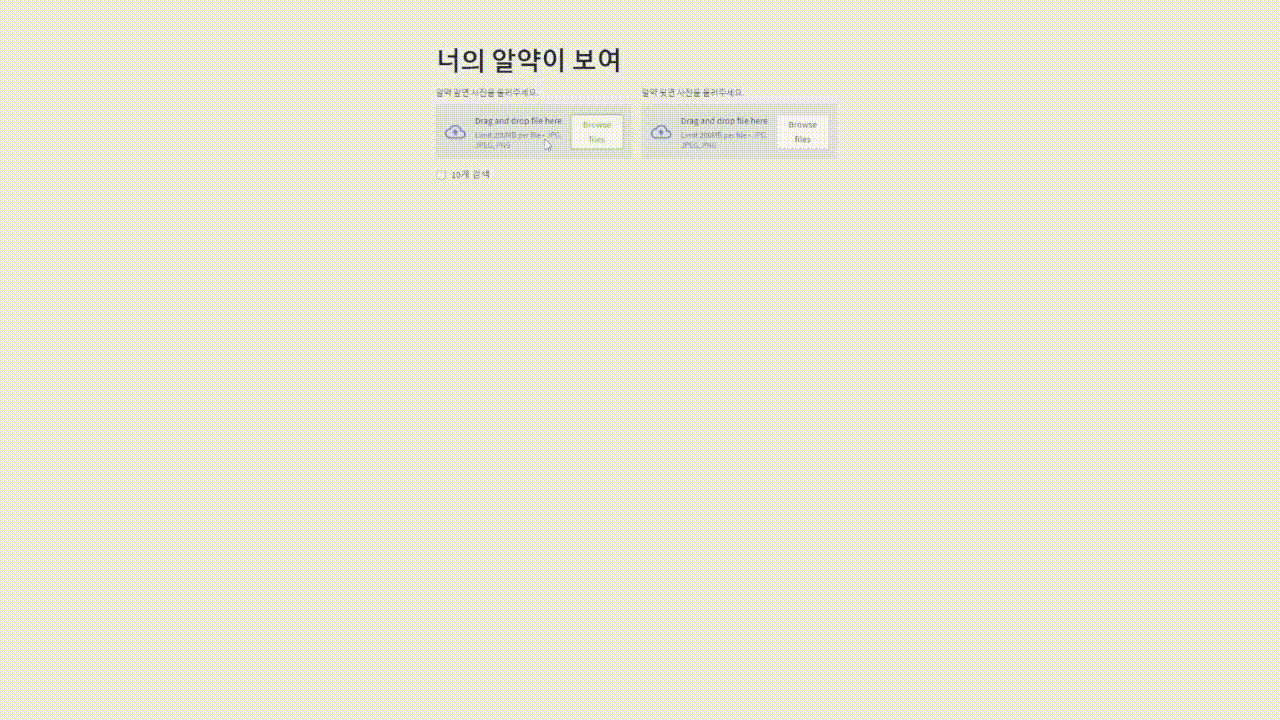 너의 알약이 보여
알약 앞면 사진을 올려주세요.
알약 뒷면 사진을 올려주세요.
Drag and drop file here
Limit 200MB per file • JPG,
JPEG, PNG
Browse
files
Drag and drop file here
Limit 200MB per file • JPG,
JPEG, PNG
Browse
files
10개 검색